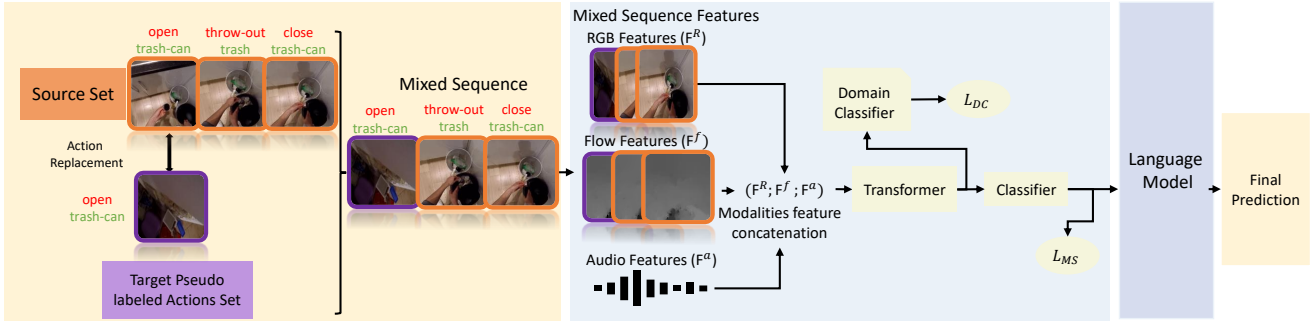 open
trash-can
throw-out
trash
close
trash-can
Source Set
Action
Replacement
open
trash-can
Target Pseudo
labeled Actions Set
Mixed Sequence
open
trash-can
throw-out
trash
close
trash-can
Mixed Sequence Features
RGB Features (F^R)
Flow Features (F^f)
Audio Features (F^a)
(F^R; F^f; F^a)
Modalities feature
concatenation
Transformer
Domain
Classifier
L_DC
Classifier
L_MS
Language
Model
Final
Prediction